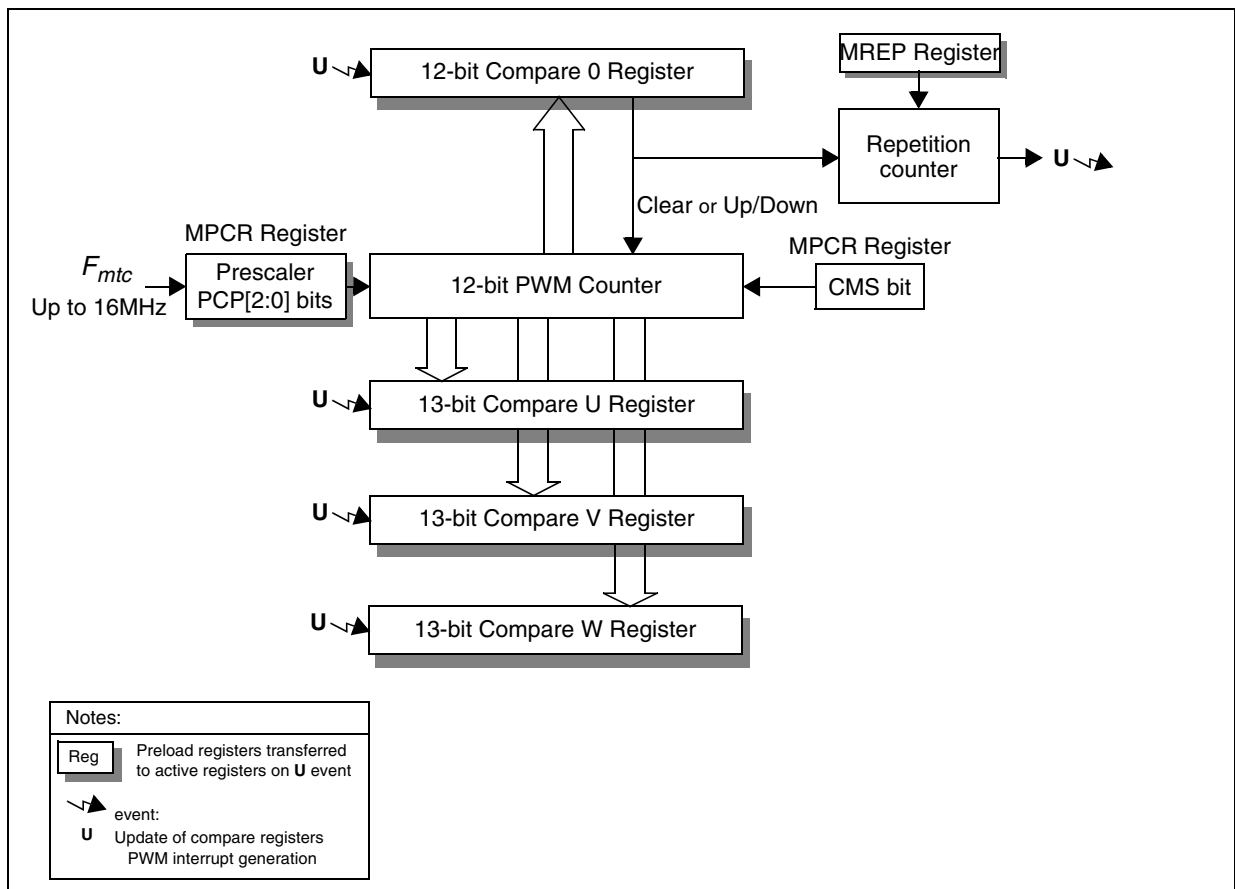 U
12-bit Compare 0 Register
MREP Register
Repetition
counter
U
Clear or Up/Down
MPCR Register
MPCR Register
Fmtc
Up to 16MHz
Prescaler
PCP[2:0] bits
12-bit PWM Counter
CMS bit
U
13-bit Compare U Register
U
13-bit Compare V Register
U
13-bit Compare W Register
Notes:
Reg
Preload registers transferred
to active registers on U event
event:
U Update of compare registers
PWM interrupt generation